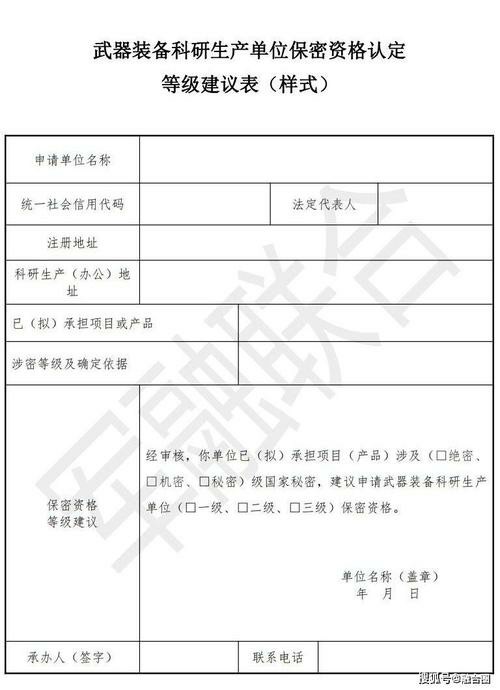 武器装备科研生产单位保密资格认定
等级建议表（样式）
申请单位名称
统一社会信用代码
法定代表人
注册地址
科研生产（办公）地
址
已（拟）承担项目或产品
涉密等级及确定依据
保密资格
等级建议
经审核，你单位已（拟）承担项目（产品）涉及（□绝密、
□机密、□秘密）级国家秘密，建议申请武器装备科研生产
单位（□一级、□二级、□三级）保密资格。
单位名称（盖章）
年 月 日
承办人（签字）
联系电话
军融联合
搜狐号@融合圈